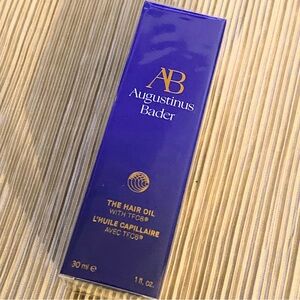 AB
Augustinus
Bader
THE HAIR OIL
WITH TFC8®
L'HUILE CAPILLAIRE
AVEC TFC8®
30 ml e
1 fl. oz.